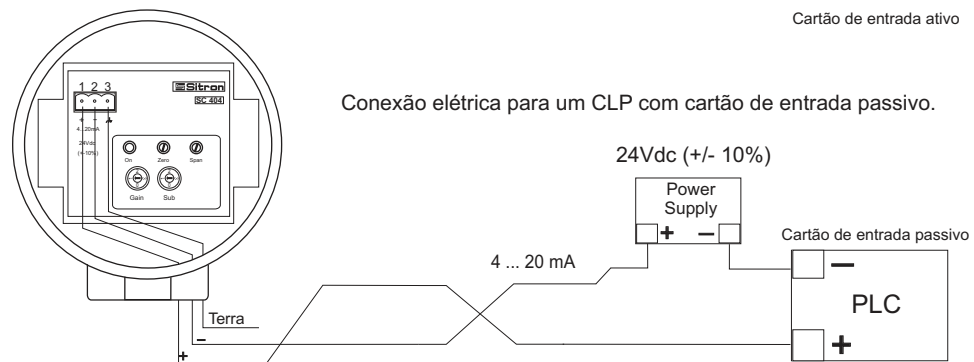 Cartão de entrada ativo
1 2 3
Sitron
SC 404
+ −
4...20mA
24Vdc
(+/-10%)
On Zero Span
Gain Sub
Conexão elétrica para um CLP com cartão de entrada passivo.
24Vdc (+/- 10%)
Power
Supply
+ −
Cartão de entrada passivo
4 ... 20 mA
−
PLC
+
Terra
−
+